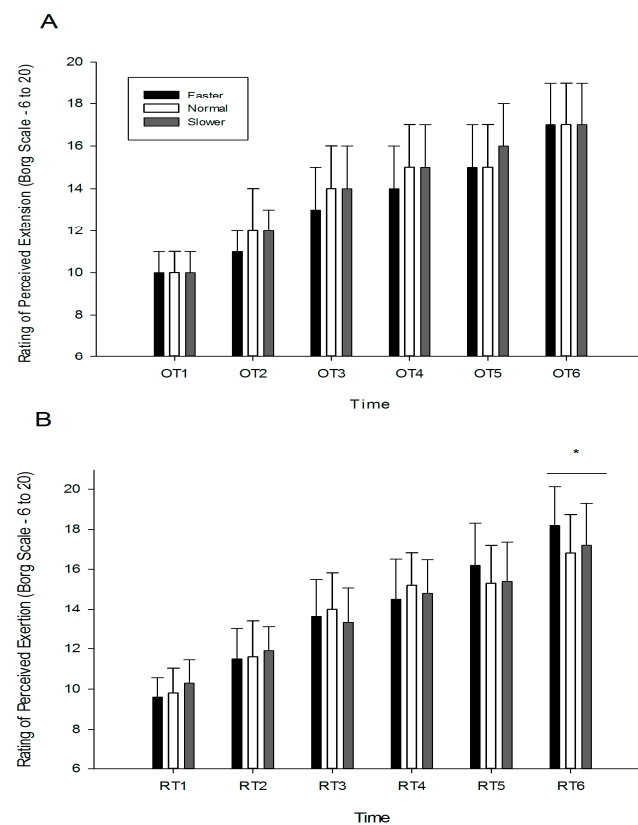 A
Rating of Perceived Extension (Borg Scale - 6 to 20)
20
18
16
14
12
10
8
6
Easter
Normal
Slower
OT1 OT2 OT3 OT4 OT5 OT6
Time
B
Rating of Perceived Exertion (Borg Scale - 6 to 20)
20
18
16
14
12
10
8
6
*
RT1 RT2 RT3 RT4 RT5 RT6
Time